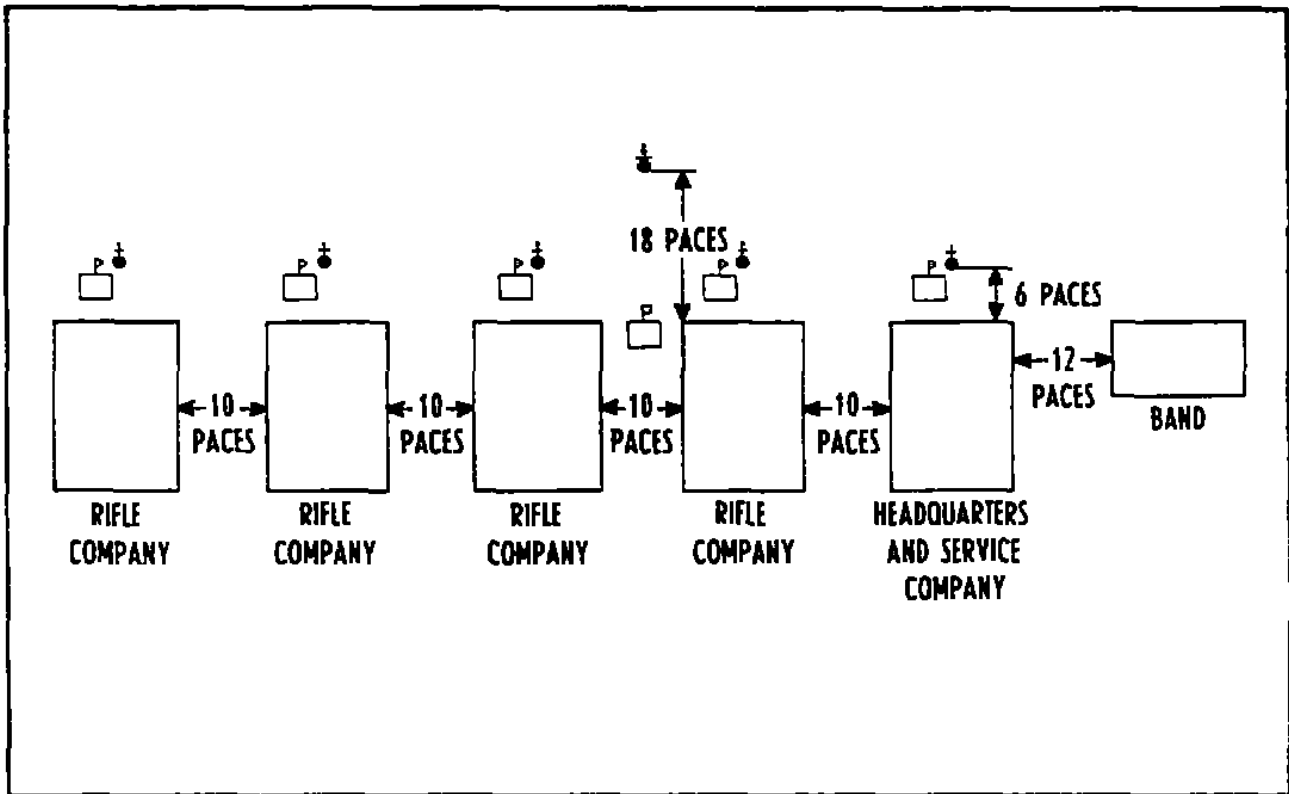 18 PACES
6 PACES
10
PACES
10
PACES
10
PACES
10
PACES
12
PACES
BAND
RIFLE
COMPANY
RIFLE
COMPANY
RIFLE
COMPANY
RIFLE
COMPANY
HEADQUARTERS
AND SERVICE
COMPANY